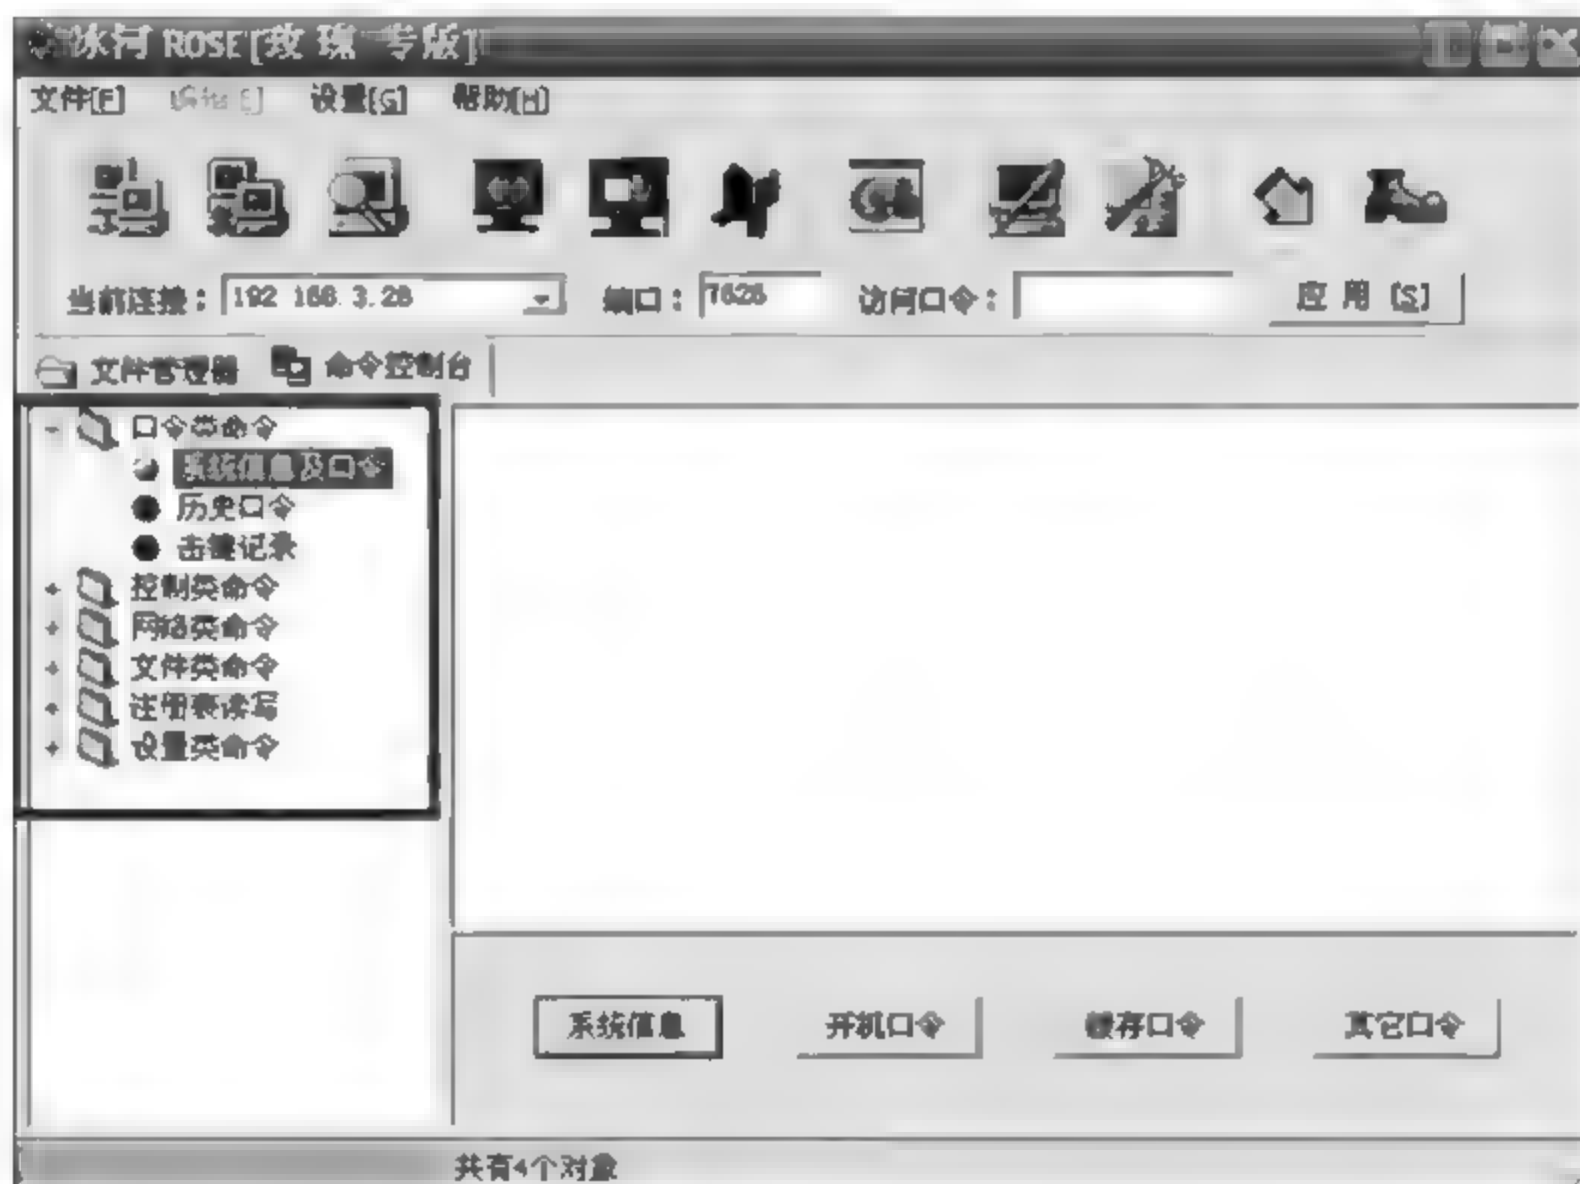 冰河 ROSE[玫 瑰 专版]
文件[F] 编辑[E] 设置[G] 帮助[H]
当前连接： 192.168.3.28 端口： 7626 访问口令： 应 用 [S]
文件管理器 命令控制台
口令类命令
系统信息及口令
历史口令
击键记录
控制类命令
网络类命令
文件类命令
注册表读写
设置类命令
系统信息 开机口令 缓存口令 其它口令
共有4个对象